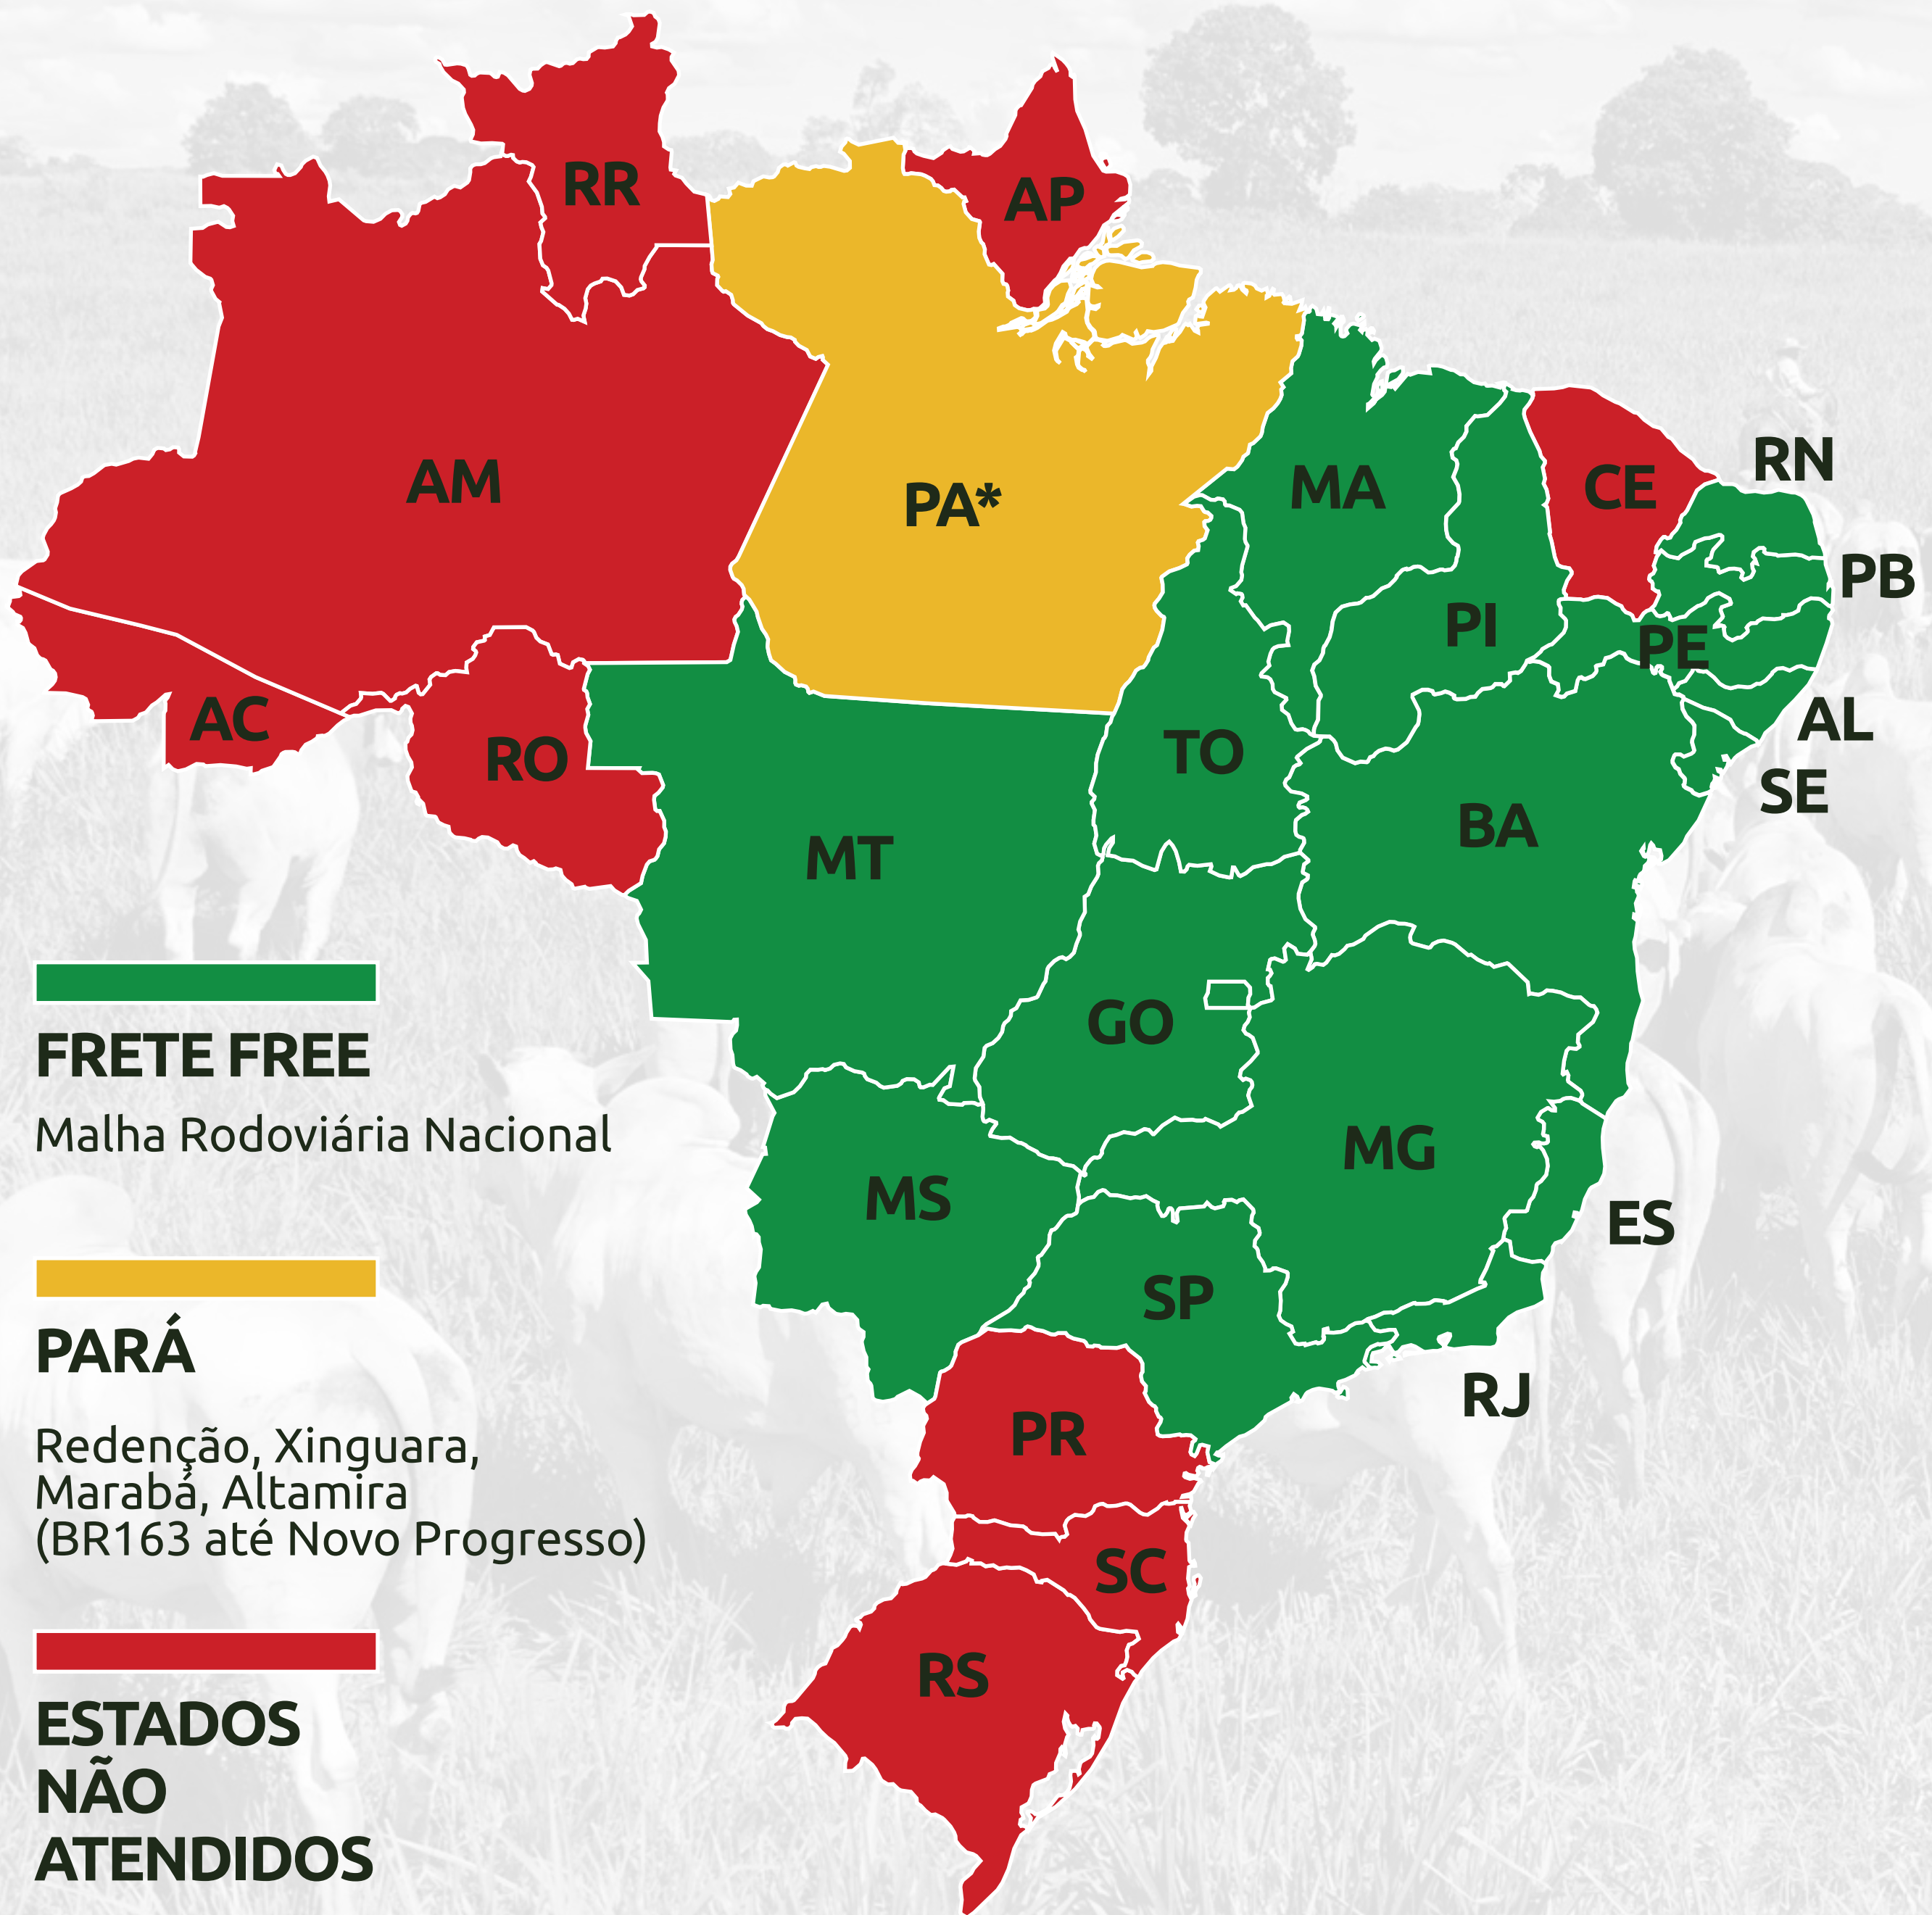 RR
AP
AM
PA*
MA
CE
RN
PB
PI
PE
AC
RO
TO
AL
SE
MT
BA
GO
MG
MS
ES
SP
RJ
PR
SC
RS
FRETE FREE
Malha Rodoviária Nacional
PARÁ
Redenção, Xinguara,
Marabá, Altamira
(BR163 até Novo Progresso)
ESTADOS
NÃO
ATENDIDOS